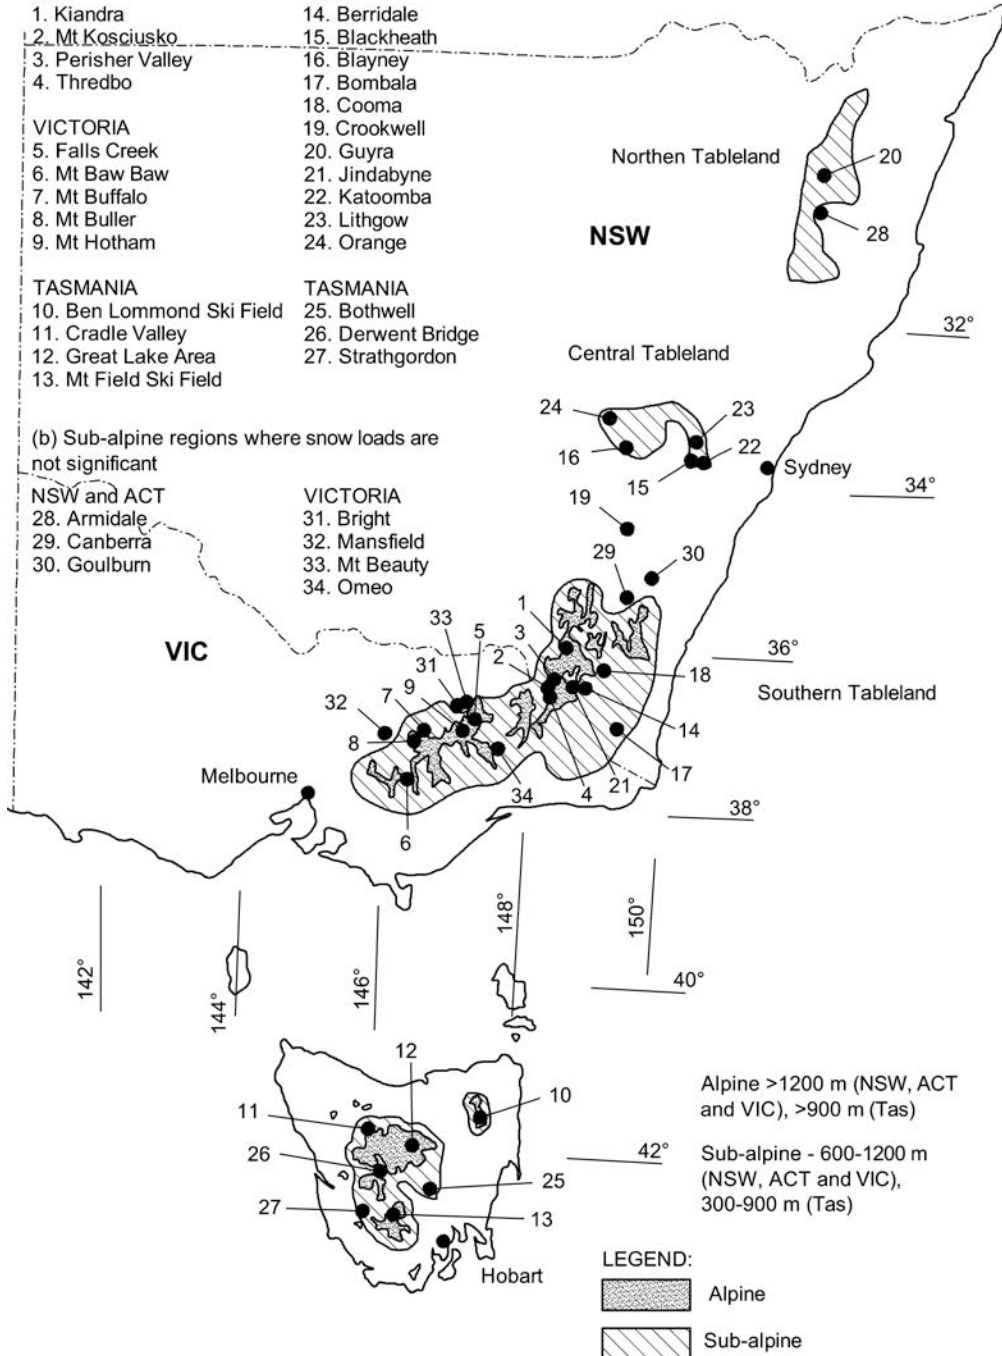 1. Kiandra
2. Mt Kosciusko
3. Perisher Valley
4. Thredbo
VICTORIA
5. Falls Creek
6. Mt Baw Baw
7. Mt Buffalo
8. Mt Buller
9. Mt Hotham
TASMANIA
10. Ben Lommond Ski Field
11. Cradle Valley
12. Great Lake Area
13. Mt Field Ski Field
14. Berridale
15. Blackheath
16. Blayney
17. Bombala
18. Cooma
19. Crookwell
20. Guyra
21. Jindabyne
22. Katoomba
23. Lithgow
24. Orange
TASMANIA
25. Bothwell
26. Derwent Bridge
27. Strathgordon
(b) Sub-alpine regions where snow loads are
not significant
NSW and ACT
28. Armidale
29. Canberra
30. Goulburn
VICTORIA
31. Bright
32. Mansfield
33. Mt Beauty
34. Omeo
Northen Tableland
20
NSW
28
32°
Central Tableland
24
23
16
15
22
Sydney
34°
19
29
30
1
33
5
3
VIC
2
36°
31
9
7
18
Southern Tableland
32
8
14
Melbourne
17
34
4
21
6
38°
142°
144°
146°
148°
150°
40°
12
10
11
26
42°
25
27
13
Hobart
Alpine >1200 m (NSW, ACT
and VIC), >900 m (Tas)
Sub-alpine - 600-1200 m
(NSW, ACT and VIC),
300-900 m (Tas)
LEGEND:
Alpine
Sub-alpine